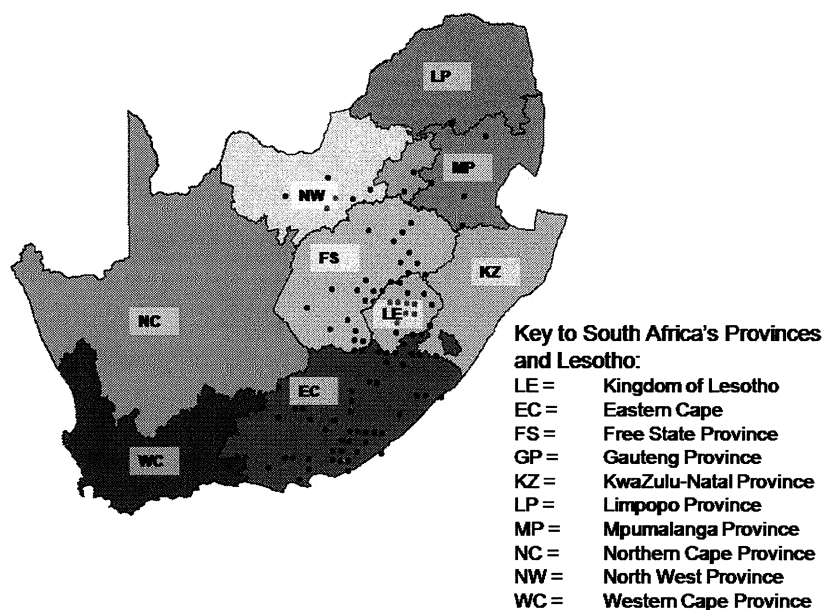 LP
MP
NW
FS
KZ
LE
NC
EC
WC
Key to South Africa's Provinces
and Lesotho:
LE = Kingdom of Lesotho
EC = Eastern Cape
FS = Free State Province
GP = Gauteng Province
KZ = KwaZulu-Natal Province
LP = Limpopo Province
MP = Mpumalanga Province
NC = Northern Cape Province
NW = North West Province
WC = Western Cape Province